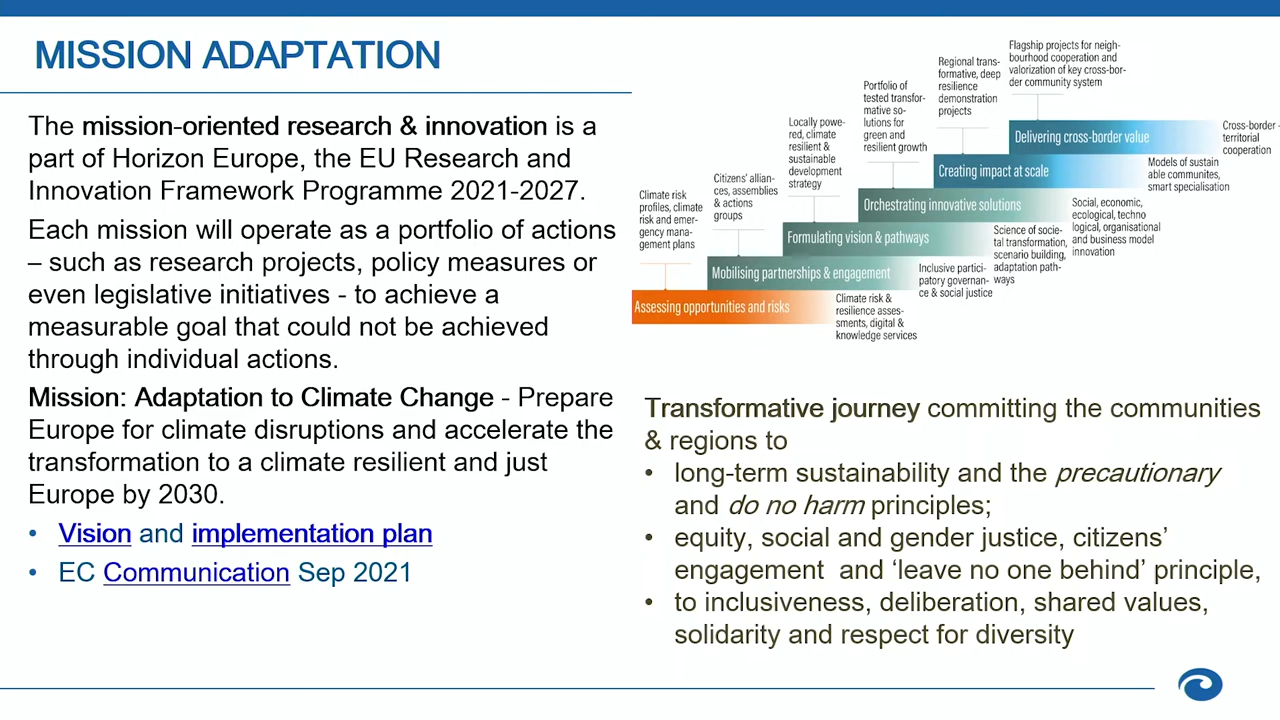 MISSION ADAPTATION
The mission-oriented research & innovation is a
part of Horizon Europe, the EU Research and
Innovation Framework Programme 2021-2027.
Each mission will operate as a portfolio of actions
– such as research projects, policy measures or
even legislative initiatives - to achieve a
measurable goal that could not be achieved
through individual actions.
Mission: Adaptation to Climate Change - Prepare
Europe for climate disruptions and accelerate the
transformation to a climate resilient and just
Europe by 2030.
• Vision and implementation plan
• EC Communication Sep 2021
Climate risk
profiles, climate
risk and emer-
gency mana-
gement plans
Citizens' allian-
ces, assemblies
& actions
groups
Locally powe-
red, climate
resilient &
sustainable
development
strategy
Portfolio of
tested transfor-
mative so-
lutions for
green and
resilient growth
Regional trans-
formative, deep
resilience
demonstration
projects
Flagship projects for neigh-
bourhood cooperation and
valorization of key cross-bor-
der community system
Delivering cross-border value
Creating impact at scale
Orchestrating innovative solutions
Formulating vision & pathways
Mobilising partnerships & engagement
Assessing opportunities and risks
Climate risk &
resilience asses-
sments, digital &
knowledge services
Inclusive partici-
patory governan-
ce & social justice
Science of socie-
tal transformation,
scenario building,
adaptation path-
ways
Social, economic,
ecological, techno
logical, organisational
and business model
innovation
Models of sustain
able communites,
smart specialisation
Cross-border -
territorial
cooperation
Transformative journey committing the communities
& regions to
• long-term sustainability and the precautionary
and do no harm principles;
• equity, social and gender justice, citizens’
engagement and ‘leave no one behind’ principle,
• to inclusiveness, deliberation, shared values,
solidarity and respect for diversity